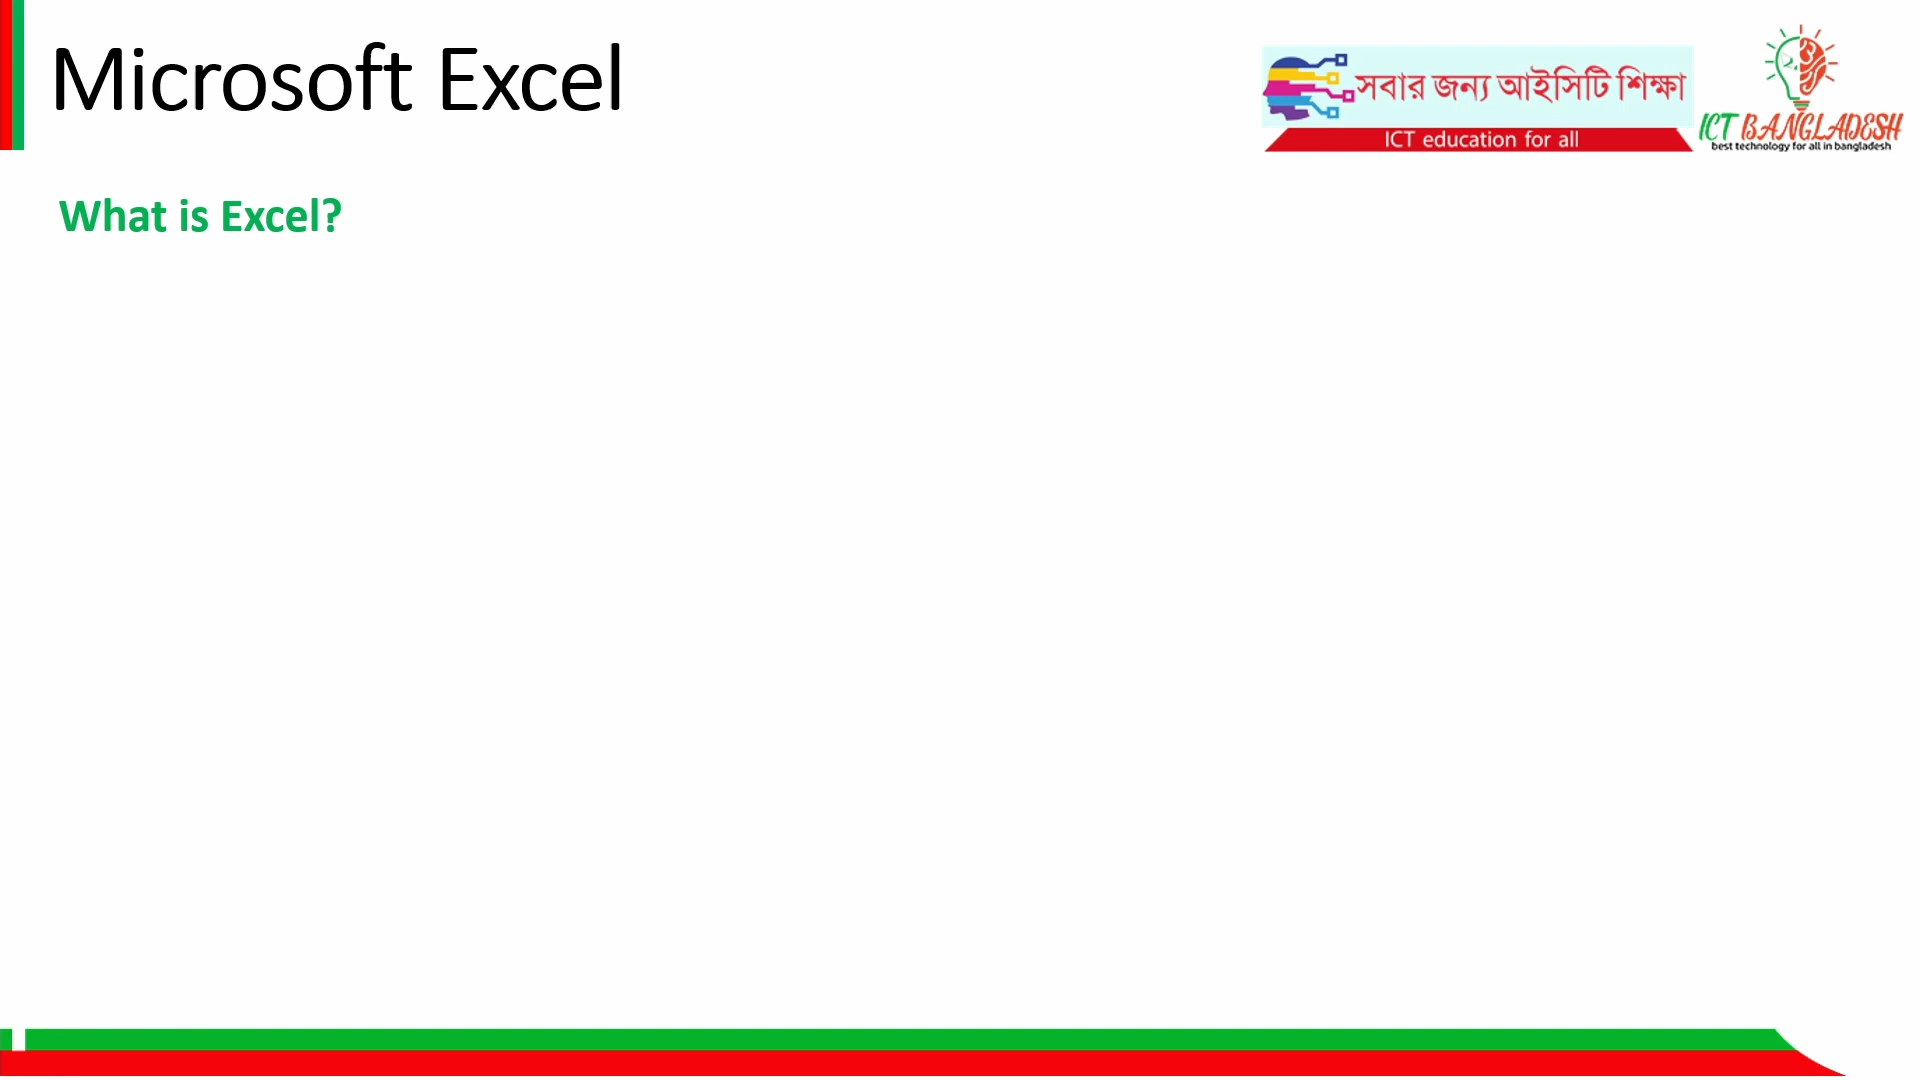 Microsoft Excel
সবার জন্য আইসিটি শিক্ষা
ICT education for all
ICT BANGLADESH
best technology for all in bangladesh
What is Excel?